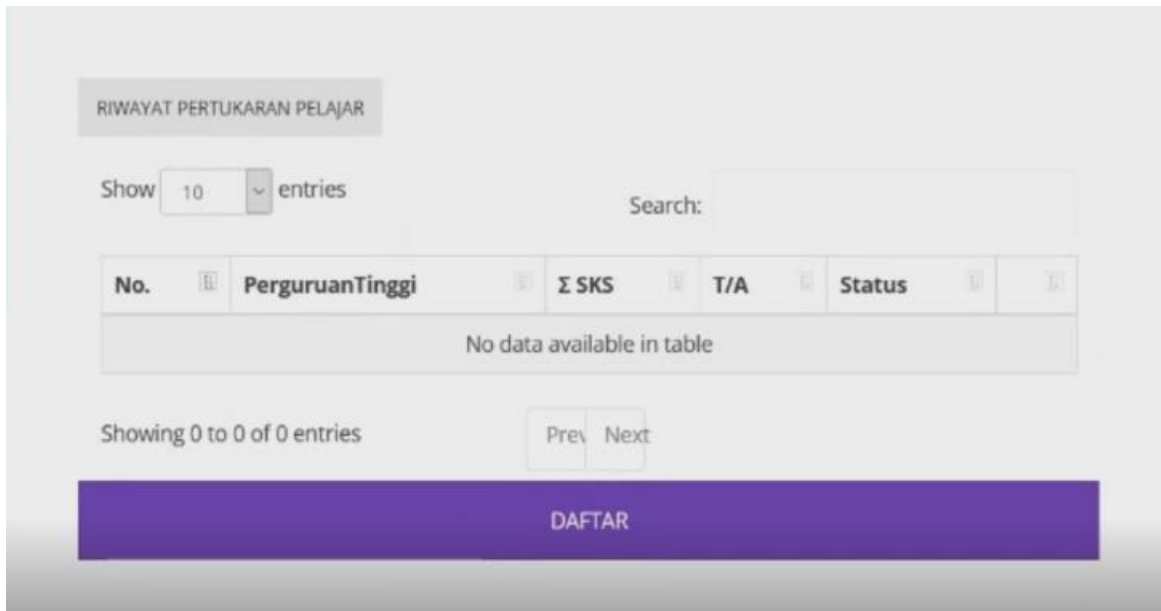 RIWAYAT PERTUKARAN PELAJAR
Show 10 entries
Search:
No. PerguruanTinggi Σ SKS T/A Status
No data available in table
Showing 0 to 0 of 0 entries
Prev Next
DAFTAR